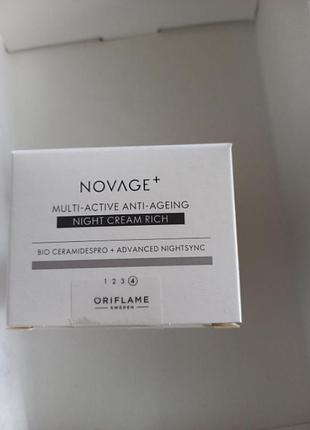 NOVAGE+
MULTI-ACTIVE ANTI-AGEING
NIGHT CREAM RICH
BIO CERAMIDESPRO + ADVANCED NIGHTSYNC
1 2 3 4
ORIFLAME
SWEDEN